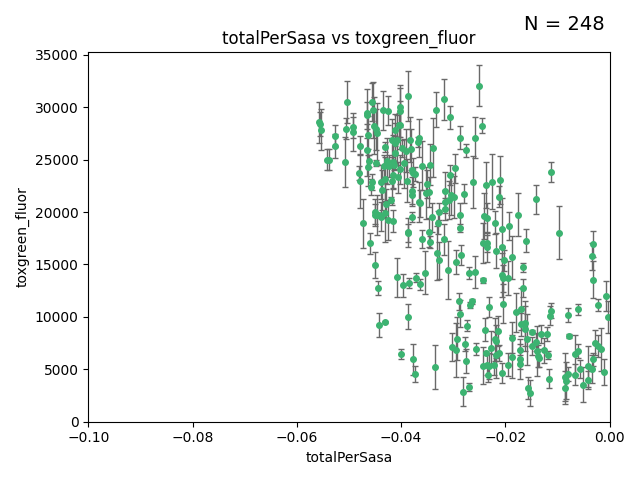 N = 248
totalPerSasa vs toxgreen_fluor
35000
30000
25000
20000
15000
10000
5000
0
toxgreen_fluor
−0.10 −0.08 −0.06 −0.04 −0.02 0.00
totalPerSasa